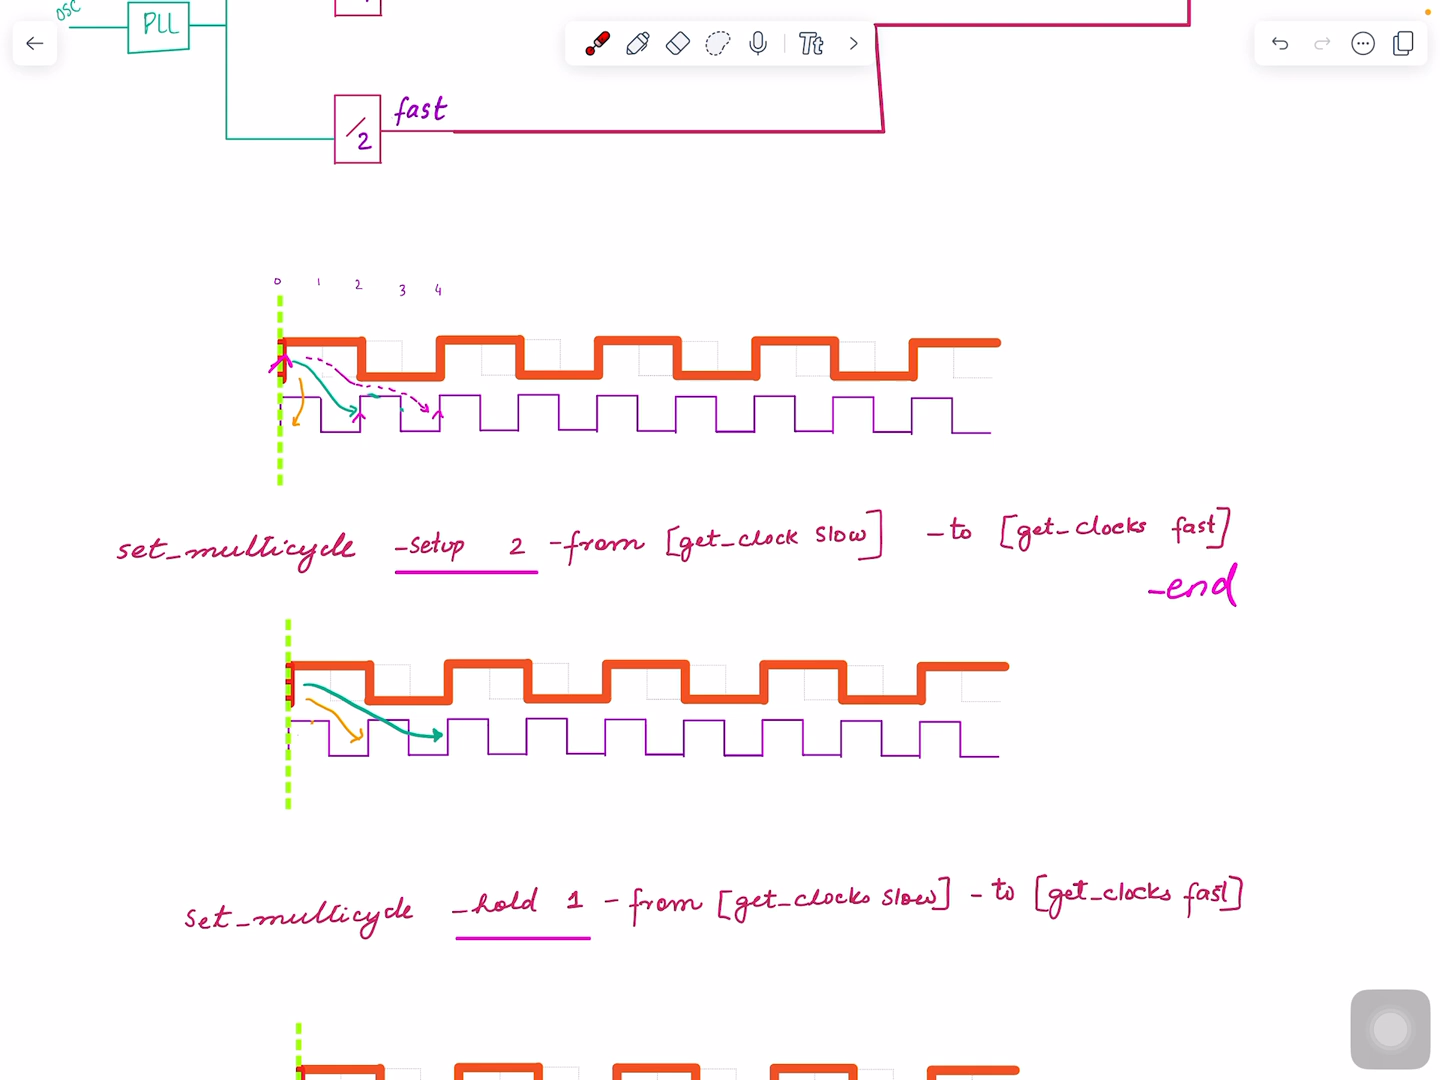 osc
PLL
fast
/2
Tt
0 1 2 3 4
set_multicycle -setup 2 -from [get_clock slow] -to [get_clocks fast]
-end
set_multicycle -hold 1 -from [get_clocks slow] -to [get_clocks fast]